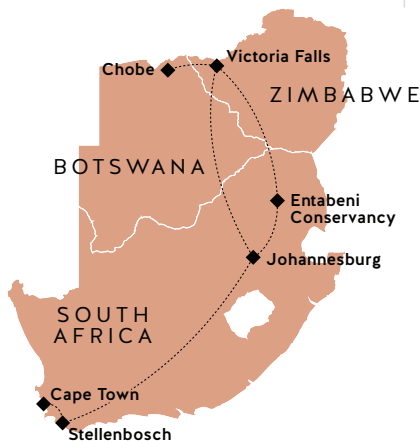 Victoria Falls
Chobe
ZIMBABWE
BOTSWANA
Entabeni
Conservancy
Johannesburg
SOUTH
AFRICA
Cape Town
Stellenbosch